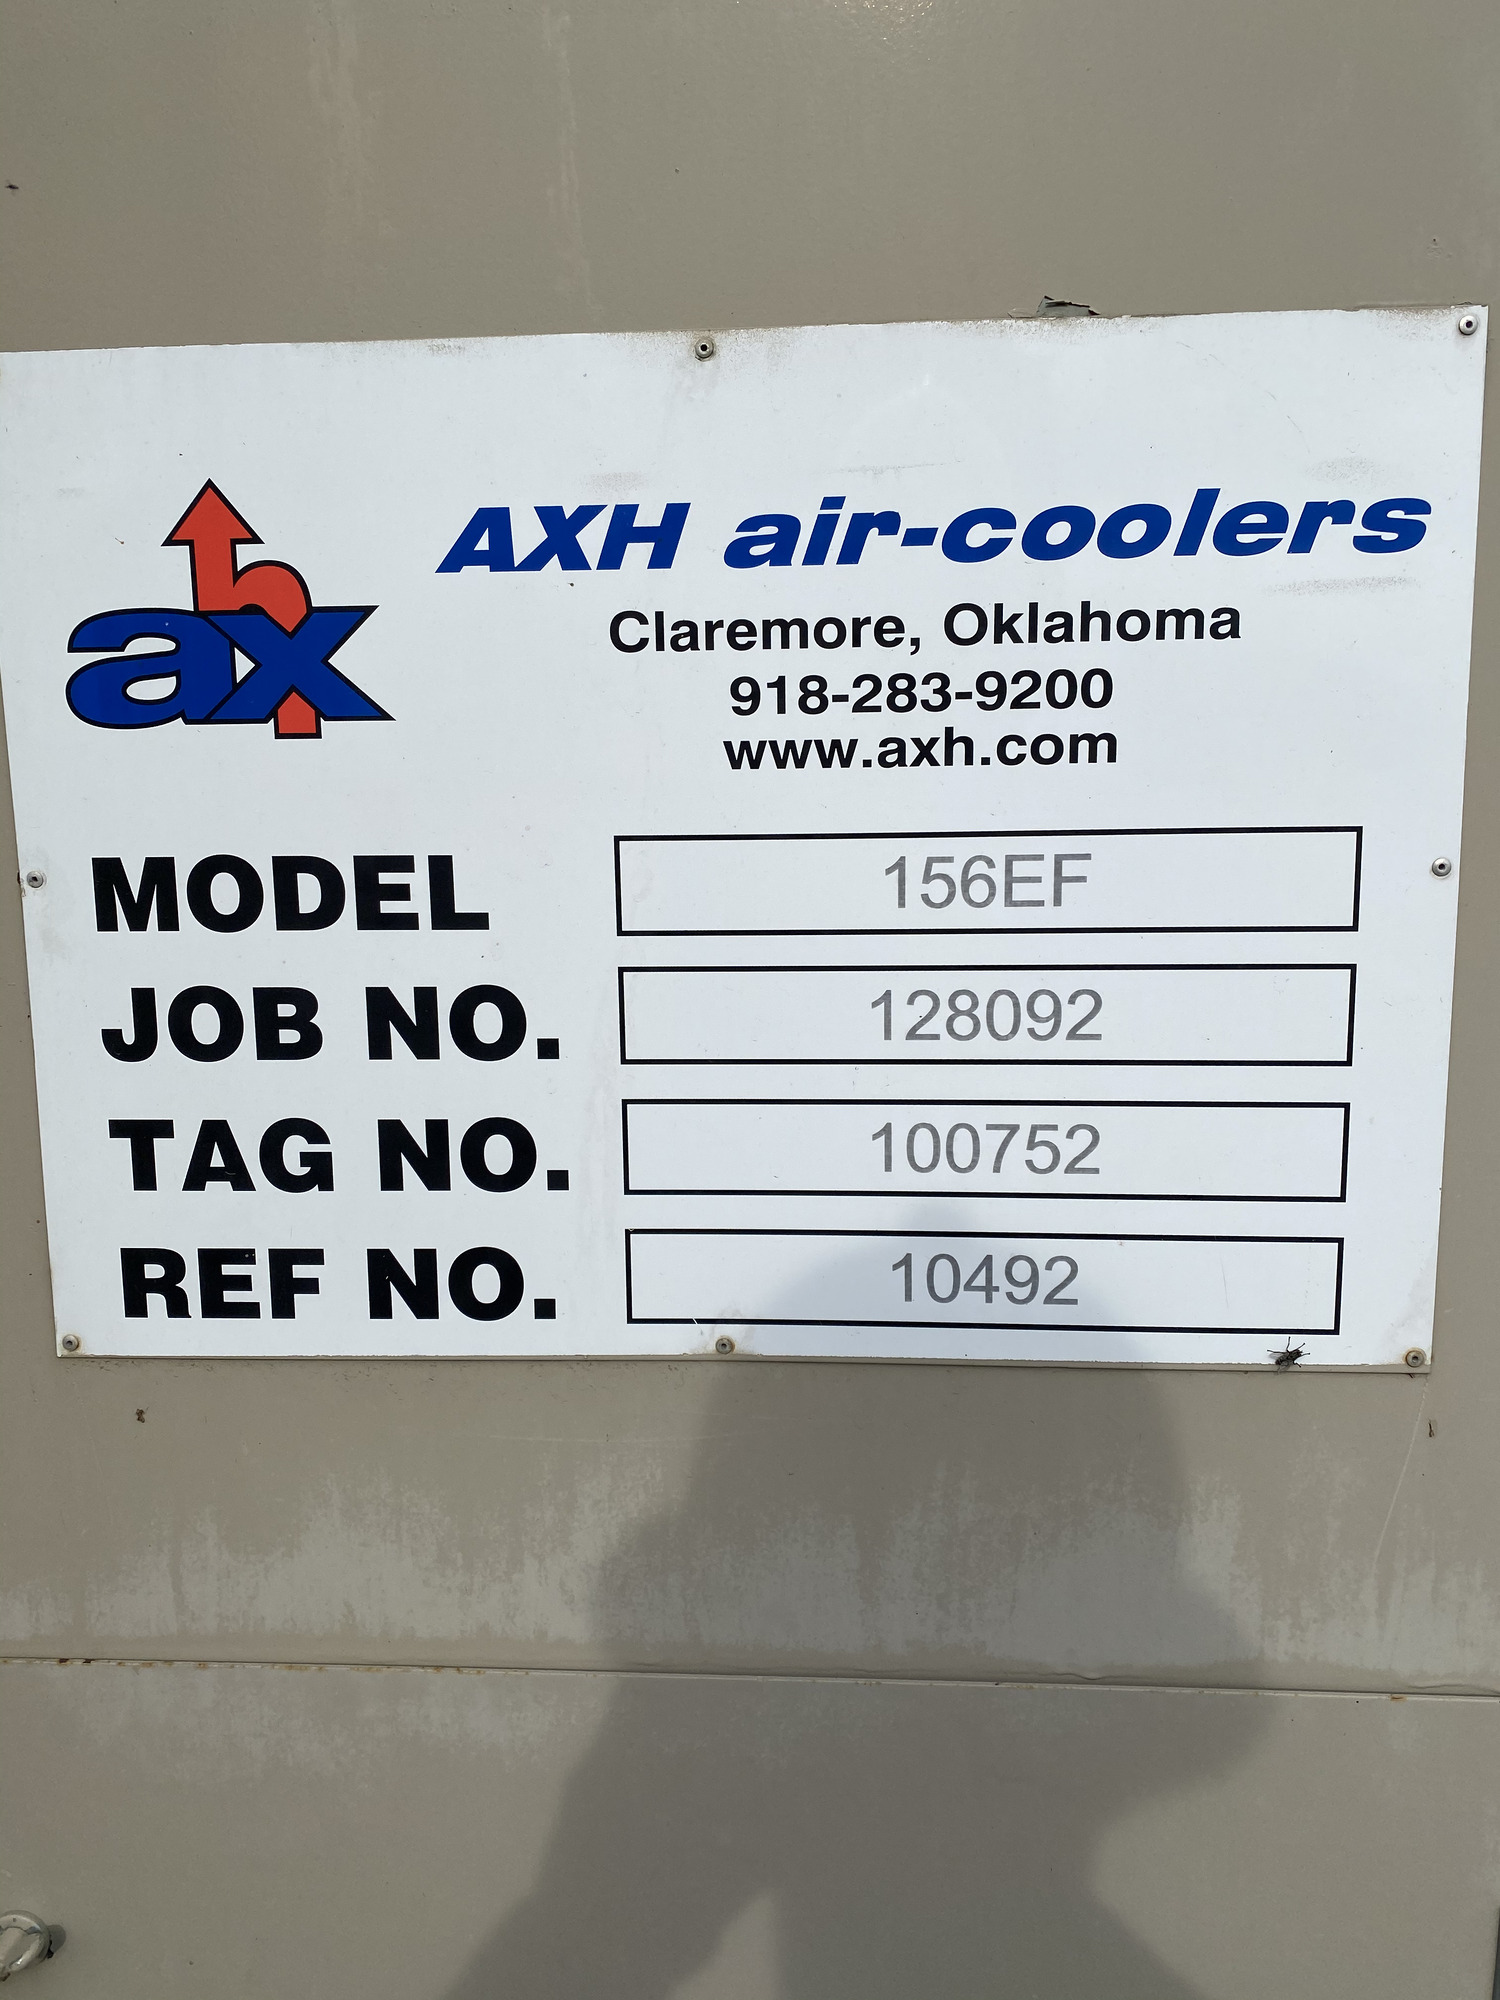 axh
AXH air-coolers
Claremore, Oklahoma
918-283-9200
www.axh.com
MODEL 156EF
JOB NO. 128092
TAG NO. 100752
REF NO. 10492